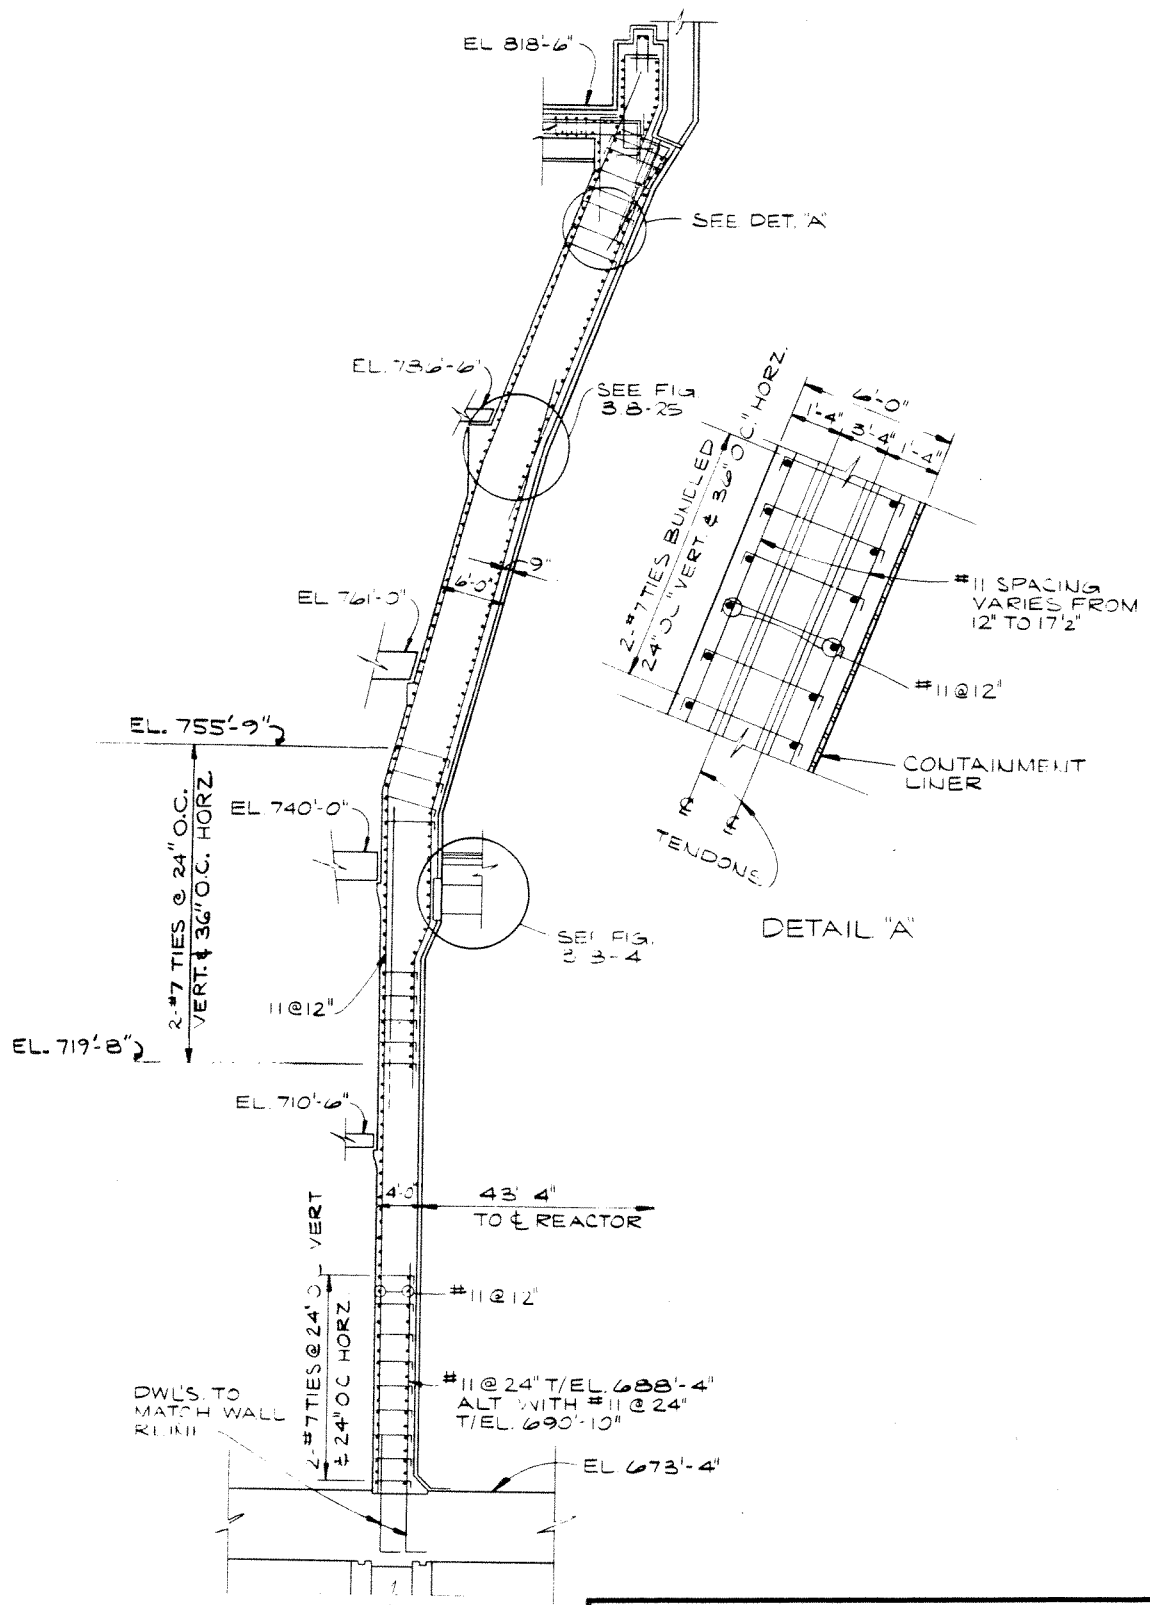 EL 818'-6"
SEE DET. "A"
EL. 786'-6"
SEE FIG.
3.8-25
6'-0"
1'-4" 3'-4" 1'-4"
2-#7 TIES BUNDLED
24" OC VERT. & 36" O.C. HORZ.
#11 SPACING
VARIES FROM
12" TO 17½"
#11@12"
CONTAINMENT
LINER
TENDONS
DETAIL "A"
9"
6'-0"
EL 761'-0"
EL. 755'-9"
2-#7 TIES @ 24" O.C.
VERT. & 36" O.C. HORZ
EL 740'-0"
SEE FIG.
11@12"
EL. 719'-8"
EL. 710'-6"
4'-0"
43' 4"
TO ℄ REACTOR
2-#7 TIES @ 24" VERT
& 24" OC HORZ.
#11@12"
#11@24" T/EL. 688'-4"
ALT WITH #11@24"
T/EL. 690'-10"
DWL'S. TO
MATCH WALL
EL. 673'-4"